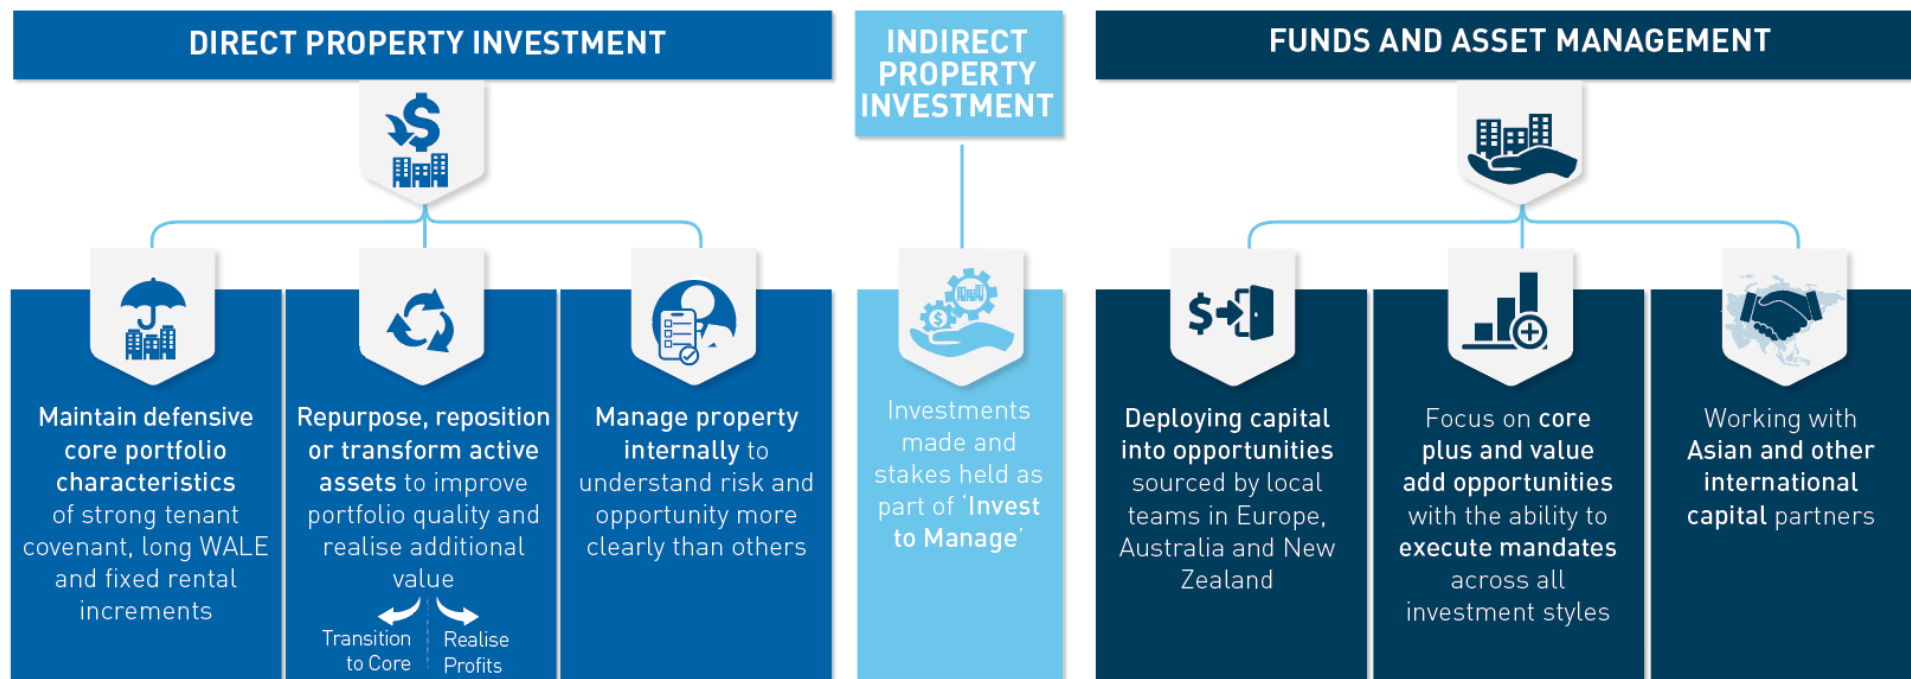 DIRECT PROPERTY INVESTMENT
Maintain defensive
core portfolio
characteristics
of strong tenant
covenant, long WALE
and fixed rental
increments
Repurpose, reposition
or transform active
assets to improve
portfolio quality and
realise additional
value
Transition
to Core
Realise
Profits
Manage property
internally to
understand risk and
opportunity more
clearly than others
INDIRECT
PROPERTY
INVESTMENT
Investments
made and
stakes held as
part of ‘Invest
to Manage’
FUNDS AND ASSET MANAGEMENT
Deploying capital
into opportunities
sourced by local
teams in Europe,
Australia and New
Zealand
Focus on core
plus and value
add opportunities
with the ability to
execute mandates
across all
investment styles
Working with
Asian and other
international
capital partners